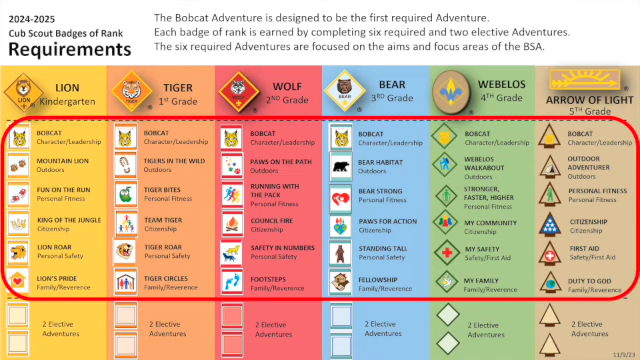 2024-2025
Cub Scout Badges of Rank
Requirements
The Bobcat Adventure is designed to be the first required Adventure.
Each badge of rank is earned by completing six required and two elective Adventures.
The six required Adventures are focused on the aims and focus areas of the BSA.
LION
Kindergarten
TIGER
1st Grade
WOLF
2ND Grade
BEAR
3RD Grade
WEBELOS
4TH Grade
ARROW OF LIGHT
5TH Grade
BOBCAT
Character/Leadership
MOUNTAIN LION
Outdoors
FUN ON THE RUN
Personal Fitness
KING OF THE JUNGLE
Citizenship
LION ROAR
Personal Safety
LION'S PRIDE
Family/Reverence
2 Elective
Adventures
BOBCAT
Character/Leadership
TIGERS IN THE WILD
Outdoors
TIGER BITES
Personal Fitness
TEAM TIGER
Citizenship
TIGER ROAR
Personal Safety
TIGER CIRCLES
Family/Reverence
2 Elective
Adventures
BOBCAT
Character/Leadership
PAWS ON THE PATH
Outdoors
RUNNING WITH
THE PACK
Personal Fitness
COUNCIL FIRE
Citizenship
SAFETY IN NUMBERS
Personal Safety
FOOTSTEPS
Family/Reverence
2 Elective
Adventures
BOBCAT
Character/Leadership
BEAR HABITAT
Outdoors
BEAR STRONG
Personal Fitness
PAWS FOR ACTION
Citizenship
STANDING TALL
Personal Safety
FELLOWSHIP
Family/Reverence
2 Elective
Adventures
BOBCAT
Character/Leadership
WEBELOS
WALKABOUT
Outdoors
STRONGER,
FASTER, HIGHER
Personal Fitness
MY COMMUNITY
Citizenship
MY SAFETY
Safety/First Aid
MY FAMILY
Family/Reverence
2 Elective
Adventures
BOBCAT
Character/Leadership
OUTDOOR
ADVENTURER
Outdoors
PERSONAL FITNESS
Personal Fitness
CITIZENSHIP
Citizenship
FIRST AID
Safety/First Aid
DUTY TO GOD
Family/Reverence
2 Elective
Adventures